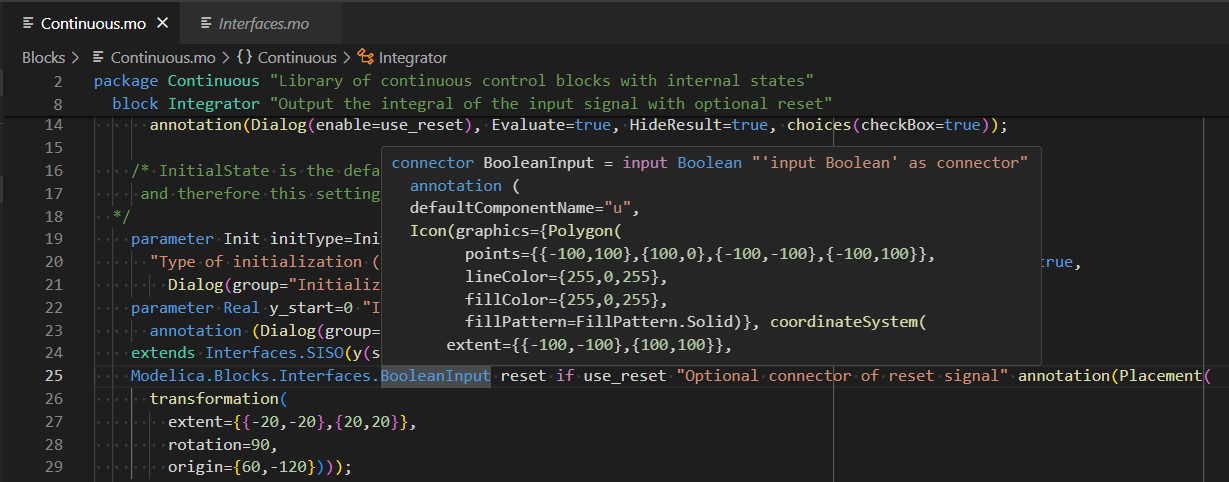 Continuous.mo × Interfaces.mo
Blocks > Continuous.mo > {} Continuous > Integrator
2 package Continuous "Library of continuous control blocks with internal states"
8 block Integrator "Output the integral of the input signal with optional reset"
14 annotation(Dialog(enable=use_reset), Evaluate=true, HideResult=true, choices(checkBox=true));
15
16 /* InitialState is the defa
17 and therefore this setting
18 */
19 parameter Init initType=Ini
20 "Type of initialization ( true,
21 Dialog(group="Initializ
22 parameter Real y_start=0 "I
23 annotation (Dialog(group=
24 extends Interfaces.SISO(y(s
connector BooleanInput = input Boolean "'input Boolean' as connector"
annotation (
defaultComponentName="u",
Icon(graphics={Polygon(
points={{-100,100},{100,0},{-100,-100},{-100,100}},
lineColor={255,0,255},
fillColor={255,0,255},
fillPattern=FillPattern.Solid)}, coordinateSystem(
extent={{-100,-100},{100,100}},
25 Modelica.Blocks.Interfaces.BooleanInput reset if use_reset "Optional connector of reset signal" annotation(Placement(
26 transformation(
27 extent={{-20,-20},{20,20}},
28 rotation=90,
29 origin={60,-120})));